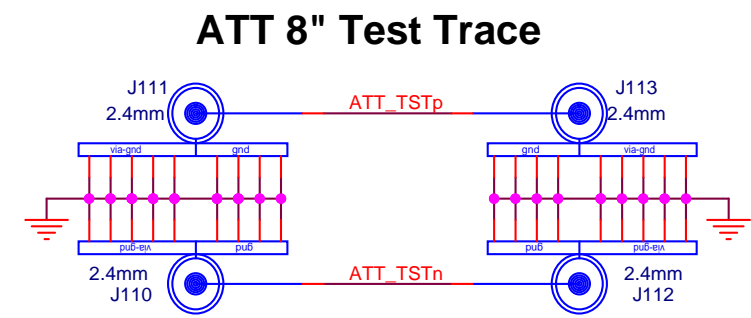 ATT 8" Test Trace
J111
J113
2.4mm
ATT_TSTp
2.4mm
via-gnd
gnd
gnd
via-gnd
via-gnd
gnd
gnd
via-gnd
2.4mm
ATT_TSTn
2.4mm
J110
J112